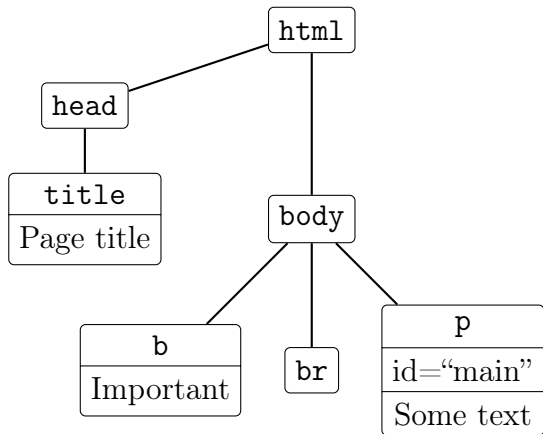 html
head
title
Page title
body
b
Important
br
p
id=“main”
Some text